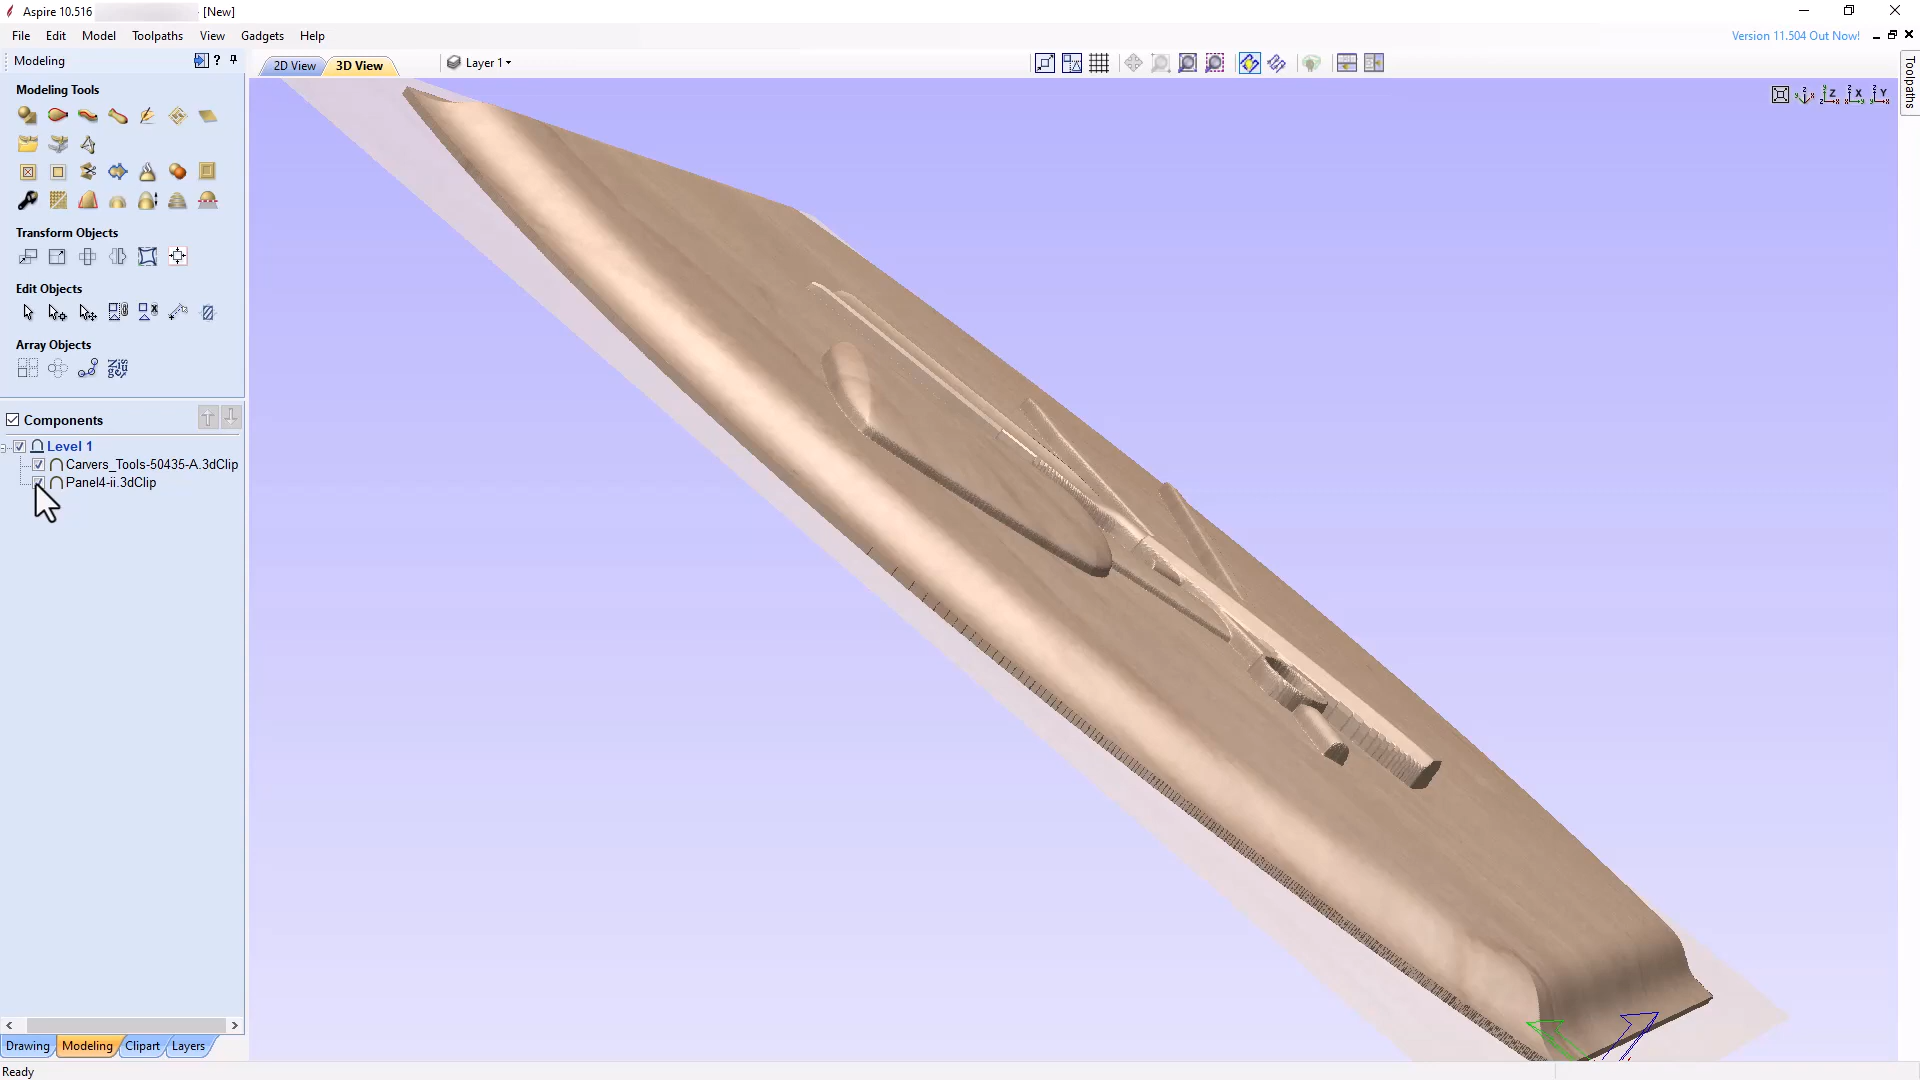 Aspire 10.516 [New]
File Edit Model Toolpaths View Gadgets Help
Version 11.504 Out Now!
Modeling
2D View 3D View Layer 1
Toolpaths
Modeling Tools
Z X Y
Transform Objects
Edit Objects
Array Objects
Components
Level 1
Carvers_Tools-50435-A.3dClip
Panel4-ii.3dClip
Drawing Modeling Clipart Layers
Ready